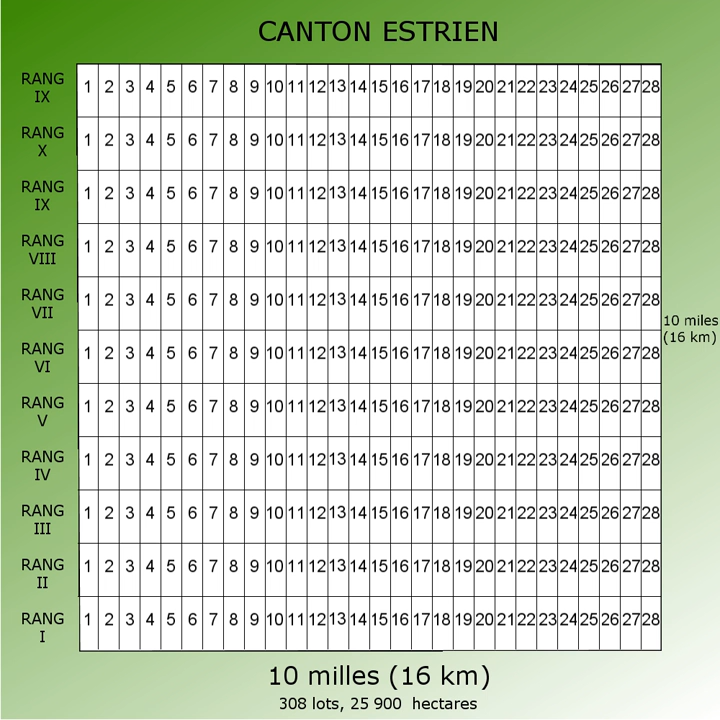 CANTON ESTRIEN
RANG
IX
1 2 3 4 5 6 7 8 9 10 11 12 13 14 15 16 17 18 19 20 21 22 23 24 25 26 27 28
RANG
X
1 2 3 4 5 6 7 8 9 10 11 12 13 14 15 16 17 18 19 20 21 22 23 24 25 26 27 28
RANG
IX
1 2 3 4 5 6 7 8 9 10 11 12 13 14 15 16 17 18 19 20 21 22 23 24 25 26 27 28
RANG
VIII
1 2 3 4 5 6 7 8 9 10 11 12 13 14 15 16 17 18 19 20 21 22 23 24 25 26 27 28
RANG
VII
1 2 3 4 5 6 7 8 9 10 11 12 13 14 15 16 17 18 19 20 21 22 23 24 25 26 27 28
10 miles
(16 km)
RANG
VI
1 2 3 4 5 6 7 8 9 10 11 12 13 14 15 16 17 18 19 20 21 22 23 24 25 26 27 28
RANG
V
1 2 3 4 5 6 7 8 9 10 11 12 13 14 15 16 17 18 19 20 21 22 23 24 25 26 27 28
RANG
IV
1 2 3 4 5 6 7 8 9 10 11 12 13 14 15 16 17 18 19 20 21 22 23 24 25 26 27 28
RANG
III
1 2 3 4 5 6 7 8 9 10 11 12 13 14 15 16 17 18 19 20 21 22 23 24 25 26 27 28
RANG
II
1 2 3 4 5 6 7 8 9 10 11 12 13 14 15 16 17 18 19 20 21 22 23 24 25 26 27 28
RANG
I
1 2 3 4 5 6 7 8 9 10 11 12 13 14 15 16 17 18 19 20 21 22 23 24 25 26 27 28
10 milles (16 km)
308 lots, 25 900 hectares